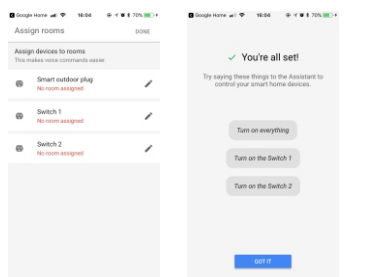 Google Home 16:04 70%
Assign rooms DONE
Assign devices to rooms
This makes voice commands easier
Smart outdoor plug
No room assigned
Switch 1
No room assigned
Switch 2
No room assigned
Google Home 16:04 70%
You're all set!
Try saying these things to the Assistant to
control your smart home devices.
Turn on everything
Turn on the Switch 1
Turn on the Switch 2
GOT IT